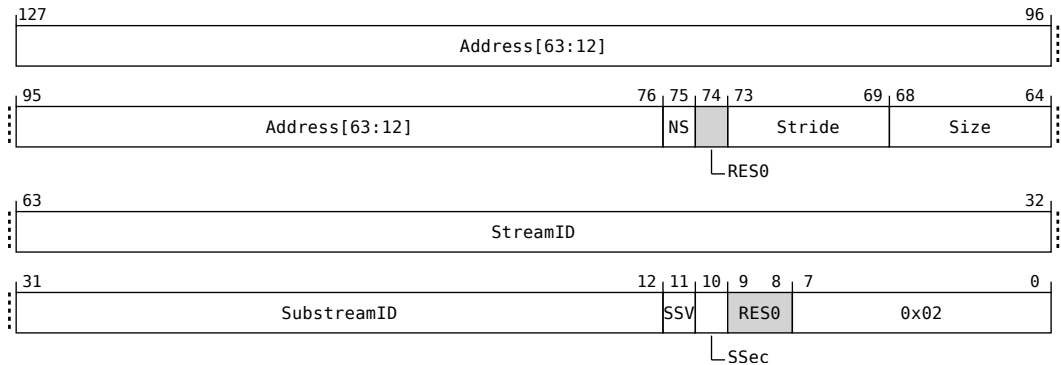 127 96
Address[63:12]
95 76 75 74 73 69 68 64
Address[63:12] NS Stride Size
RES0
63 32
StreamID
31 12 11 10 9 8 7 0
SubstreamID SSV RES0 0x02
SSec